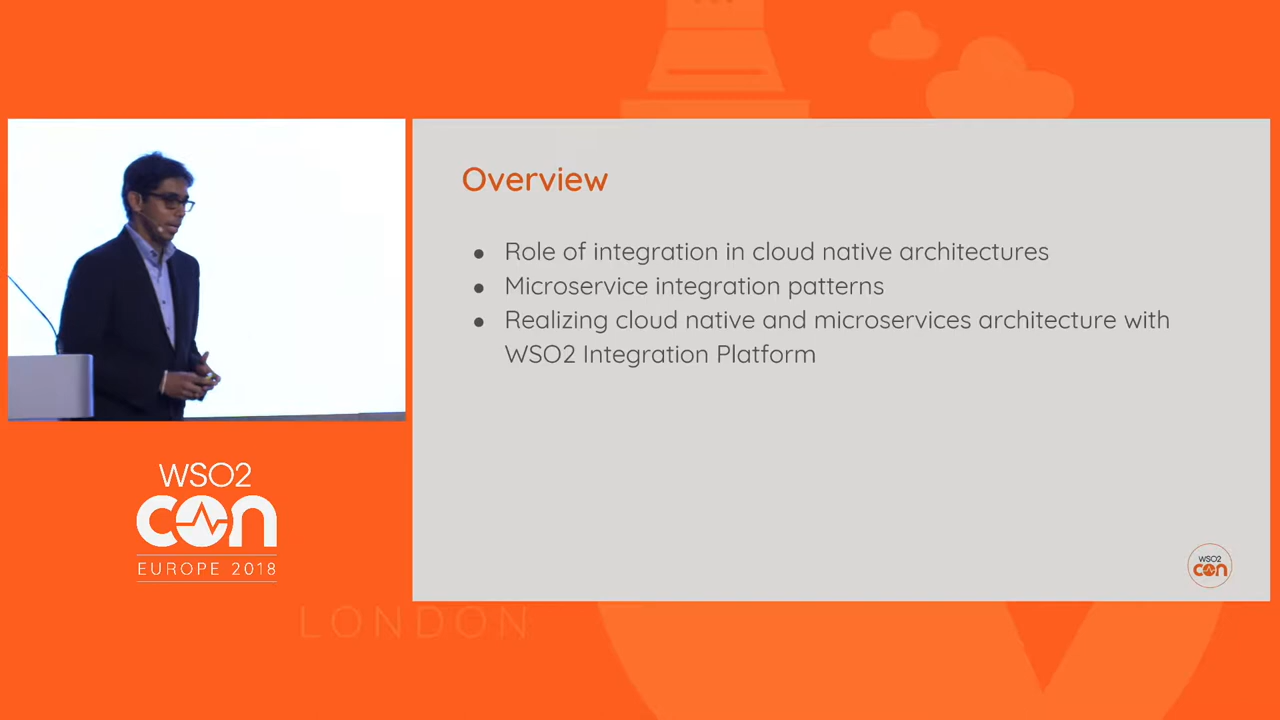 Overview
● Role of integration in cloud native architectures
● Microservice integration patterns
● Realizing cloud native and microservices architecture with
WSO2 Integration Platform
WSO2
con
EUROPE 2018
WSO2
con
LONDON